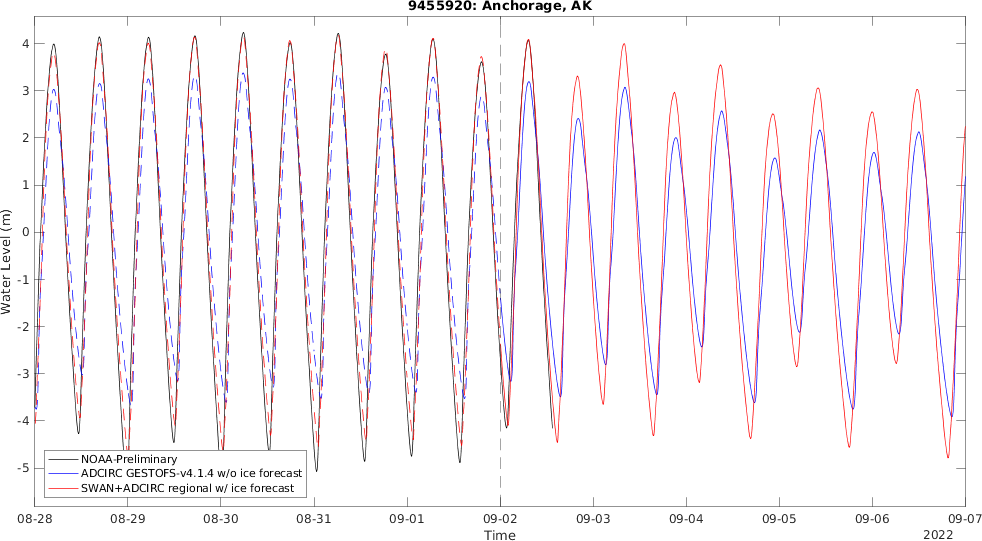 9455920: Anchorage, AK
Water Level (m)
4
3
2
1
0
-1
-2
-3
-4
-5
NOAA-Preliminary
ADCIRC GESTOFS-v4.1.4 w/o ice forecast
SWAN+ADCIRC regional w/ ice forecast
08-28 08-29 08-30 08-31 09-01 09-02 09-03 09-04 09-05 09-06 09-07
Time
2022